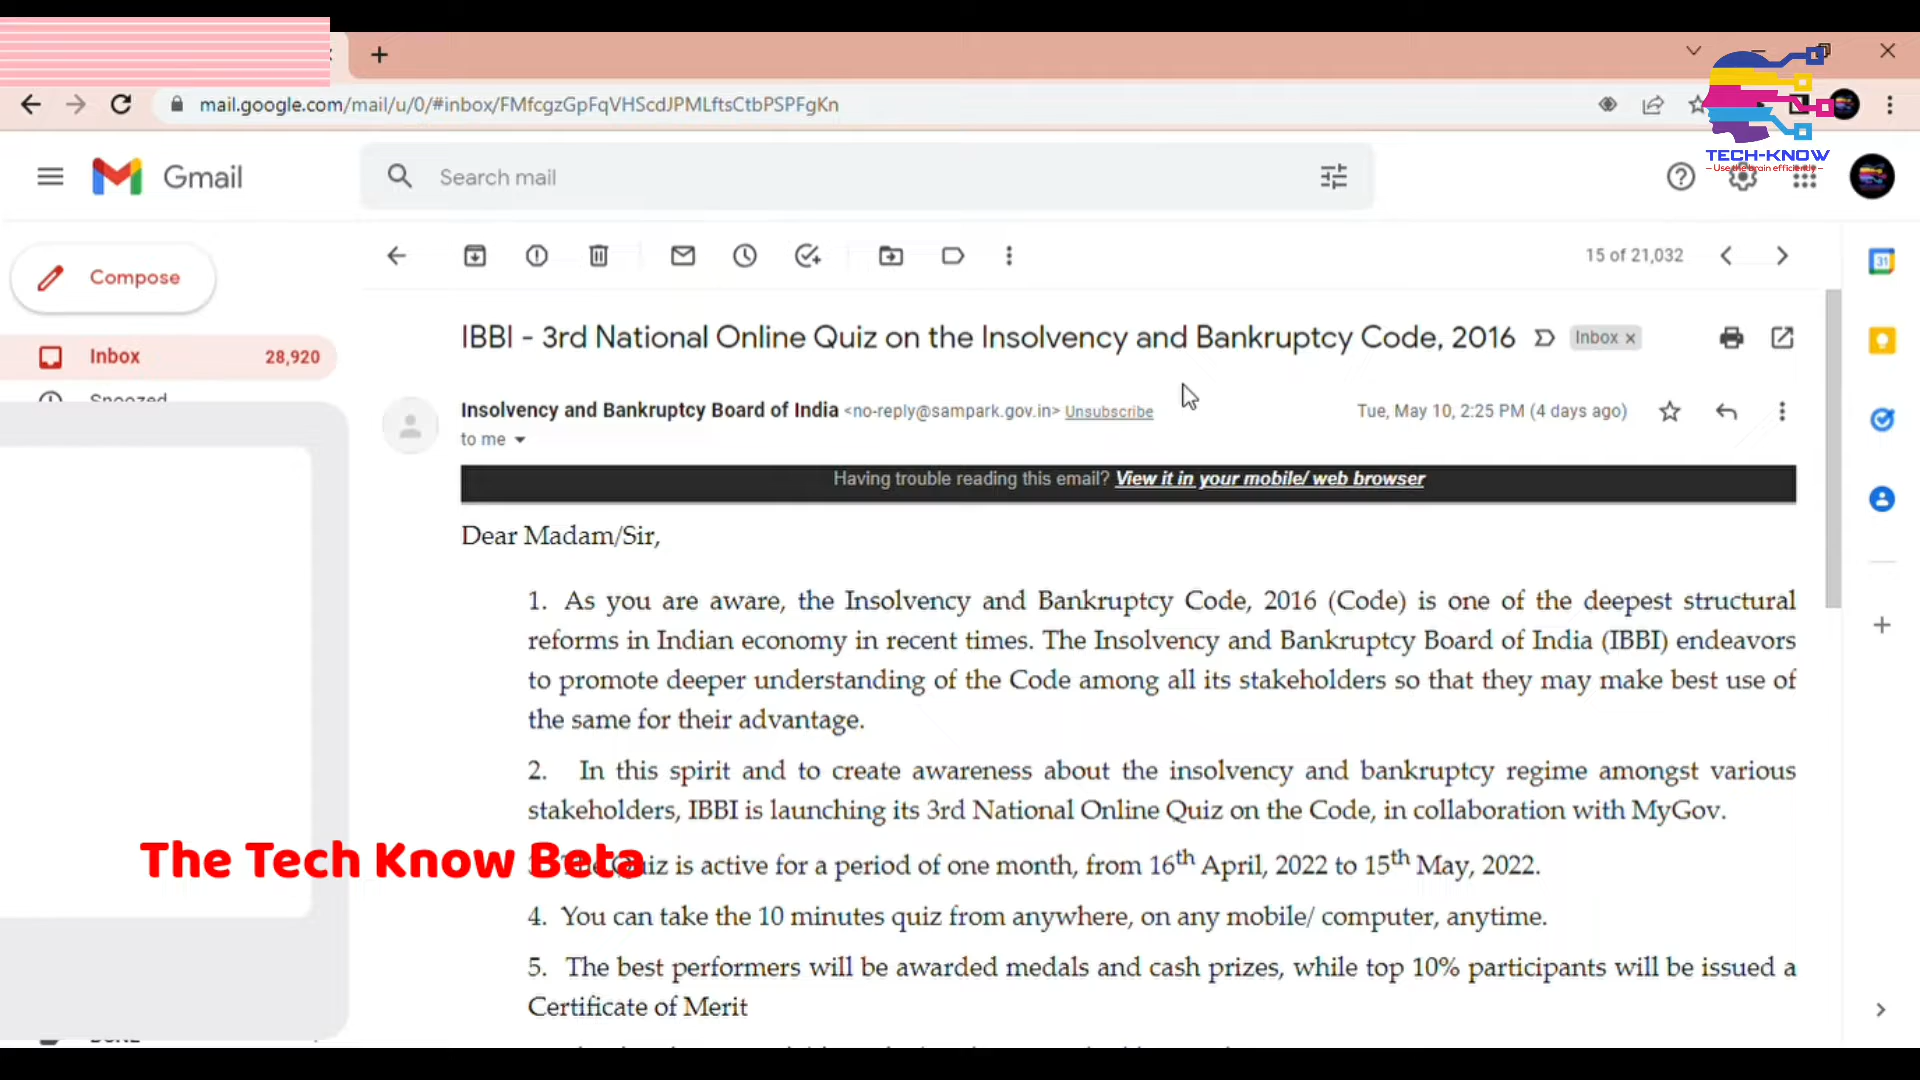 mail.google.com/mail/u/0/#inbox/FMfcgzGpFqVHScdJPMLftsCtbPSPFgKn
TECH-KNOW
– Use the brain efficiently –
Gmail
Search mail
Compose
15 of 21,032
31
Inbox 28,920
Snoozed
IBBI - 3rd National Online Quiz on the Insolvency and Bankruptcy Code, 2016
Inbox x
Insolvency and Bankruptcy Board of India <no-reply@sampark.gov.in> Unsubscribe
Tue, May 10, 2:25 PM (4 days ago)
to me
Having trouble reading this email? View it in your mobile/ web browser
Dear Madam/Sir,
1. As you are aware, the Insolvency and Bankruptcy Code, 2016 (Code) is one of the deepest structural
reforms in Indian economy in recent times. The Insolvency and Bankruptcy Board of India (IBBI) endeavors
to promote deeper understanding of the Code among all its stakeholders so that they may make best use of
the same for their advantage.
2. In this spirit and to create awareness about the insolvency and bankruptcy regime amongst various
stakeholders, IBBI is launching its 3rd National Online Quiz on the Code, in collaboration with MyGov.
The Tech Know Beta
3. The Quiz is active for a period of one month, from 16th April, 2022 to 15th May, 2022.
4. You can take the 10 minutes quiz from anywhere, on any mobile/ computer, anytime.
5. The best performers will be awarded medals and cash prizes, while top 10% participants will be issued a
Certificate of Merit